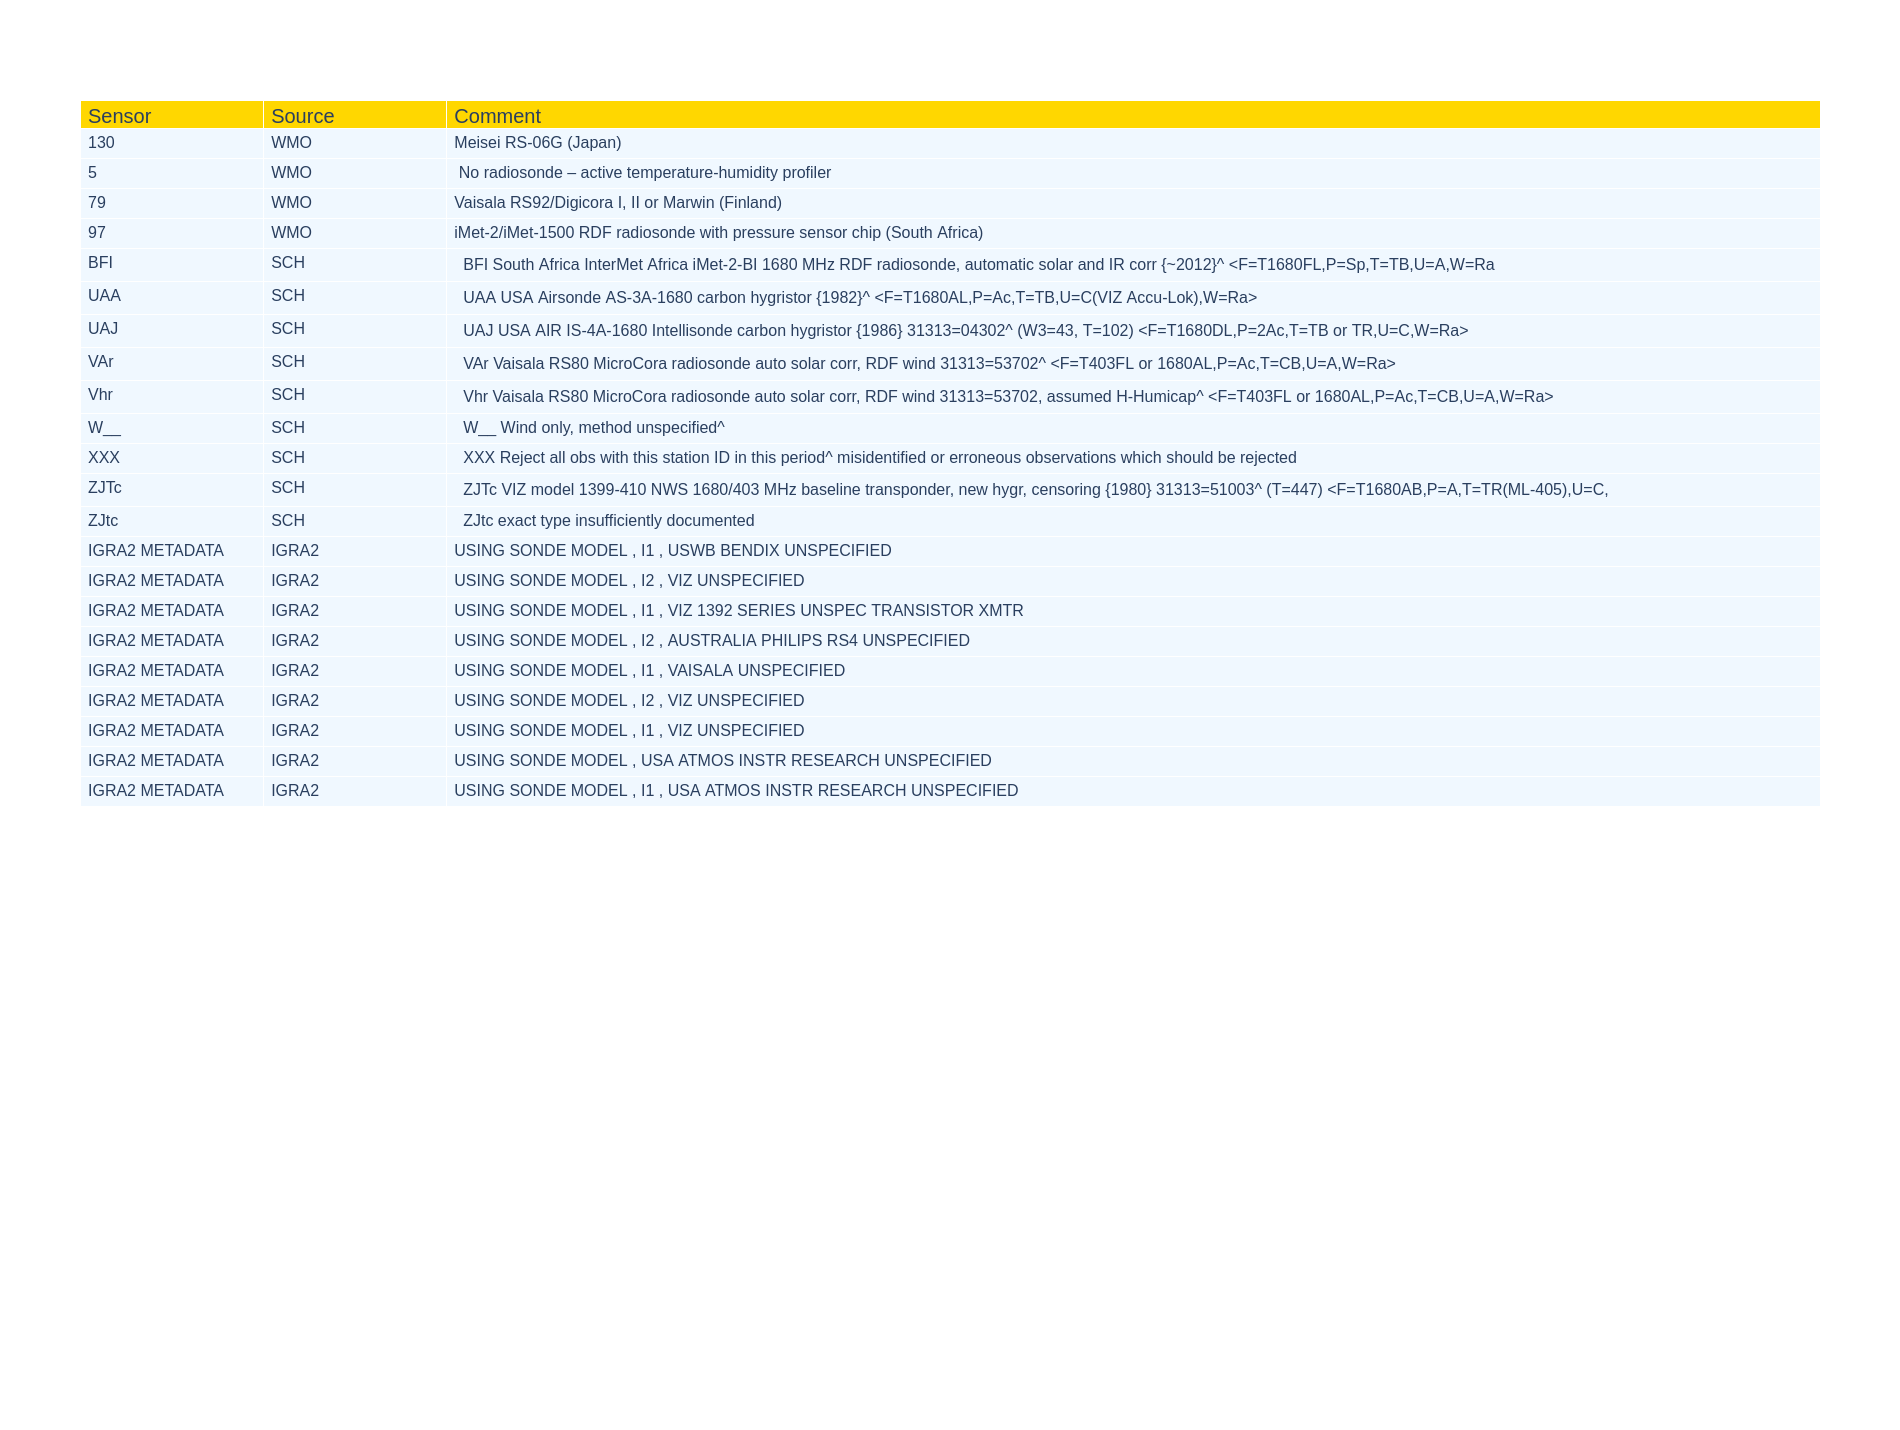 Sensor Source Comment
130 WMO Meisei RS-06G (Japan)
5 WMO No radiosonde – active temperature-humidity profiler
79 WMO Vaisala RS92/Digicora I, II or Marwin (Finland)
97 WMO iMet-2/iMet-1500 RDF radiosonde with pressure sensor chip (South Africa)
BFI SCH BFI South Africa InterMet Africa iMet-2-BI 1680 MHz RDF radiosonde, automatic solar and IR corr {~2012}^ <F=T1680FL,P=Sp,T=TB,U=A,W=Ra
UAA SCH UAA USA Airsonde AS-3A-1680 carbon hygristor {1982}^ <F=T1680AL,P=Ac,T=TB,U=C(VIZ Accu-Lok),W=Ra>
UAJ SCH UAJ USA AIR IS-4A-1680 Intellisonde carbon hygristor {1986} 31313=04302^ (W3=43, T=102) <F=T1680DL,P=2Ac,T=TB or TR,U=C,W=Ra>
VAr SCH VAr Vaisala RS80 MicroCora radiosonde auto solar corr, RDF wind 31313=53702^ <F=T403FL or 1680AL,P=Ac,T=CB,U=A,W=Ra>
Vhr SCH Vhr Vaisala RS80 MicroCora radiosonde auto solar corr, RDF wind 31313=53702, assumed H-Humicap^ <F=T403FL or 1680AL,P=Ac,T=CB,U=A,W=Ra>
W__ SCH W__ Wind only, method unspecified^
XXX SCH XXX Reject all obs with this station ID in this period^ misidentified or erroneous observations which should be rejected
ZJTc SCH ZJTc VIZ model 1399-410 NWS 1680/403 MHz baseline transponder, new hygr, censoring {1980} 31313=51003^ (T=447) <F=T1680AB,P=A,T=TR(ML-405),U=C,
ZJtc SCH ZJtc exact type insufficiently documented
IGRA2 METADATA IGRA2 USING SONDE MODEL , I1 , USWB BENDIX UNSPECIFIED
IGRA2 METADATA IGRA2 USING SONDE MODEL , I2 , VIZ UNSPECIFIED
IGRA2 METADATA IGRA2 USING SONDE MODEL , I1 , VIZ 1392 SERIES UNSPEC TRANSISTOR XMTR
IGRA2 METADATA IGRA2 USING SONDE MODEL , I2 , AUSTRALIA PHILIPS RS4 UNSPECIFIED
IGRA2 METADATA IGRA2 USING SONDE MODEL , I1 , VAISALA UNSPECIFIED
IGRA2 METADATA IGRA2 USING SONDE MODEL , I2 , VIZ UNSPECIFIED
IGRA2 METADATA IGRA2 USING SONDE MODEL , I1 , VIZ UNSPECIFIED
IGRA2 METADATA IGRA2 USING SONDE MODEL , USA ATMOS INSTR RESEARCH UNSPECIFIED
IGRA2 METADATA IGRA2 USING SONDE MODEL , I1 , USA ATMOS INSTR RESEARCH UNSPECIFIED